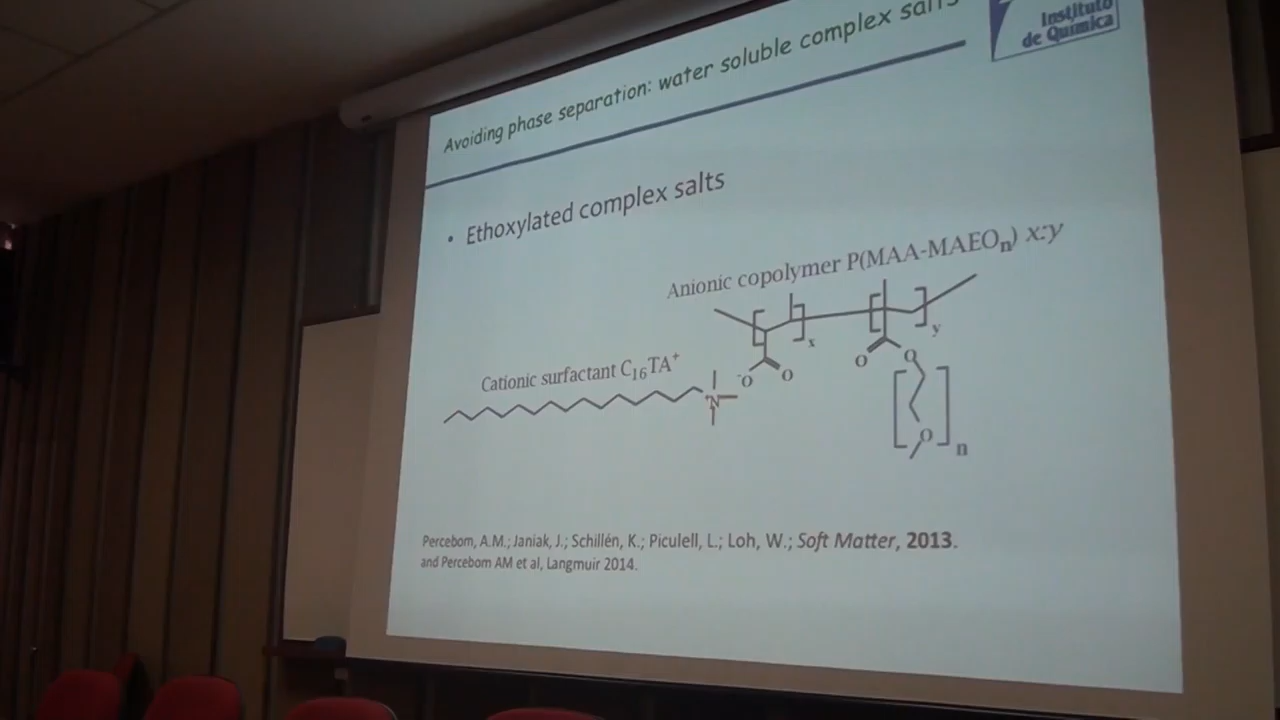 Avoiding phase separation: water soluble complex salts
Instituto
de Química
• Ethoxylated complex salts
Anionic copolymer P(MAA-MAEOn) x:y
Cationic surfactant C16TA+
x
y
-O
O
O
O
N
O
n
Percebom, A.M.; Janiak, J.; Schillén, K.; Piculell, L.; Loh, W.; Soft Matter, 2013.
and Percebom AM et al, Langmuir 2014.